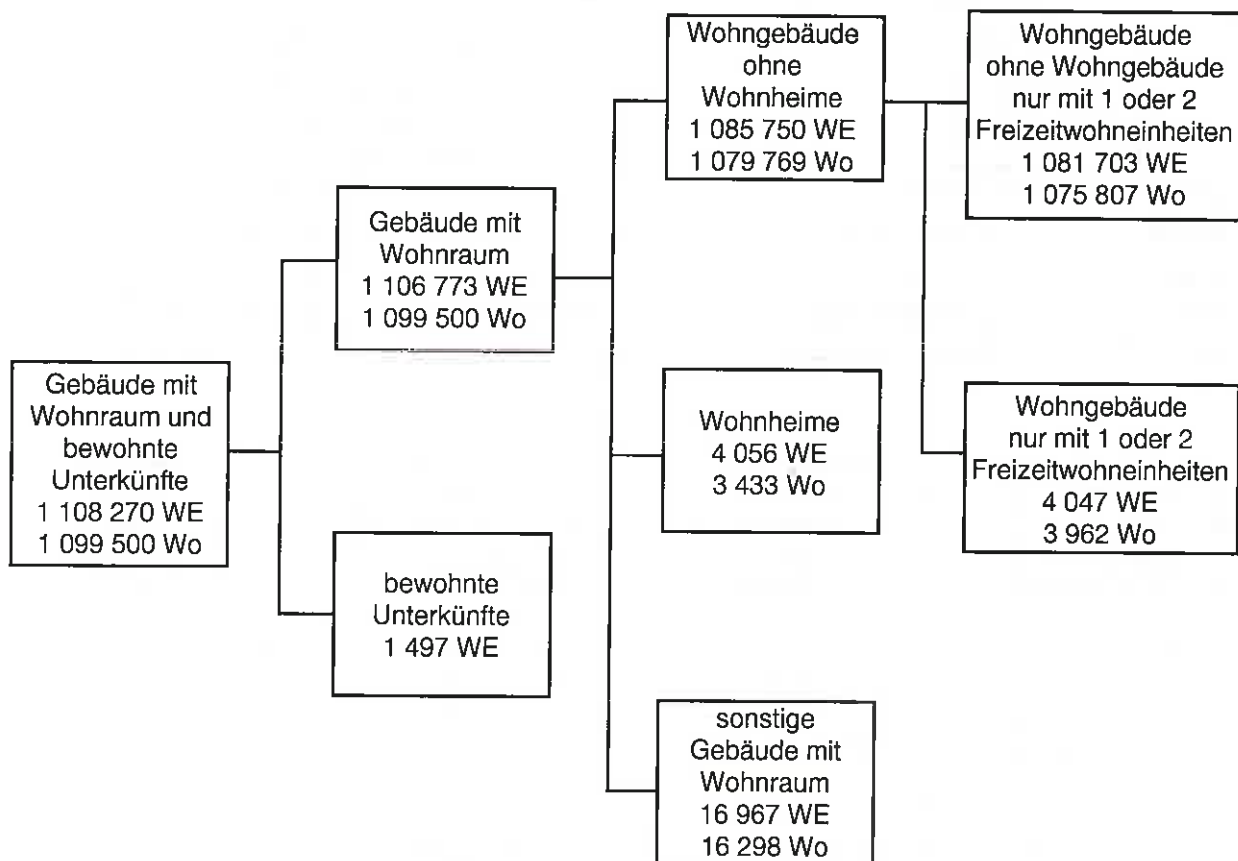 Gebäude mit
Wohnraum und
bewohnte
Unterkünfte
1 108 270 WE
1 099 500 Wo
Gebäude mit
Wohnraum
1 106 773 WE
1 099 500 Wo
bewohnte
Unterkünfte
1 497 WE
Wohngebäude
ohne
Wohnheime
1 085 750 WE
1 079 769 Wo
Wohnheime
4 056 WE
3 433 Wo
sonstige
Gebäude mit
Wohnraum
16 967 WE
16 298 Wo
Wohngebäude
ohne Wohngebäude
nur mit 1 oder 2
Freizeitwohneinheiten
1 081 703 WE
1 075 807 Wo
Wohngebäude
nur mit 1 oder 2
Freizeitwohneinheiten
4 047 WE
3 962 Wo